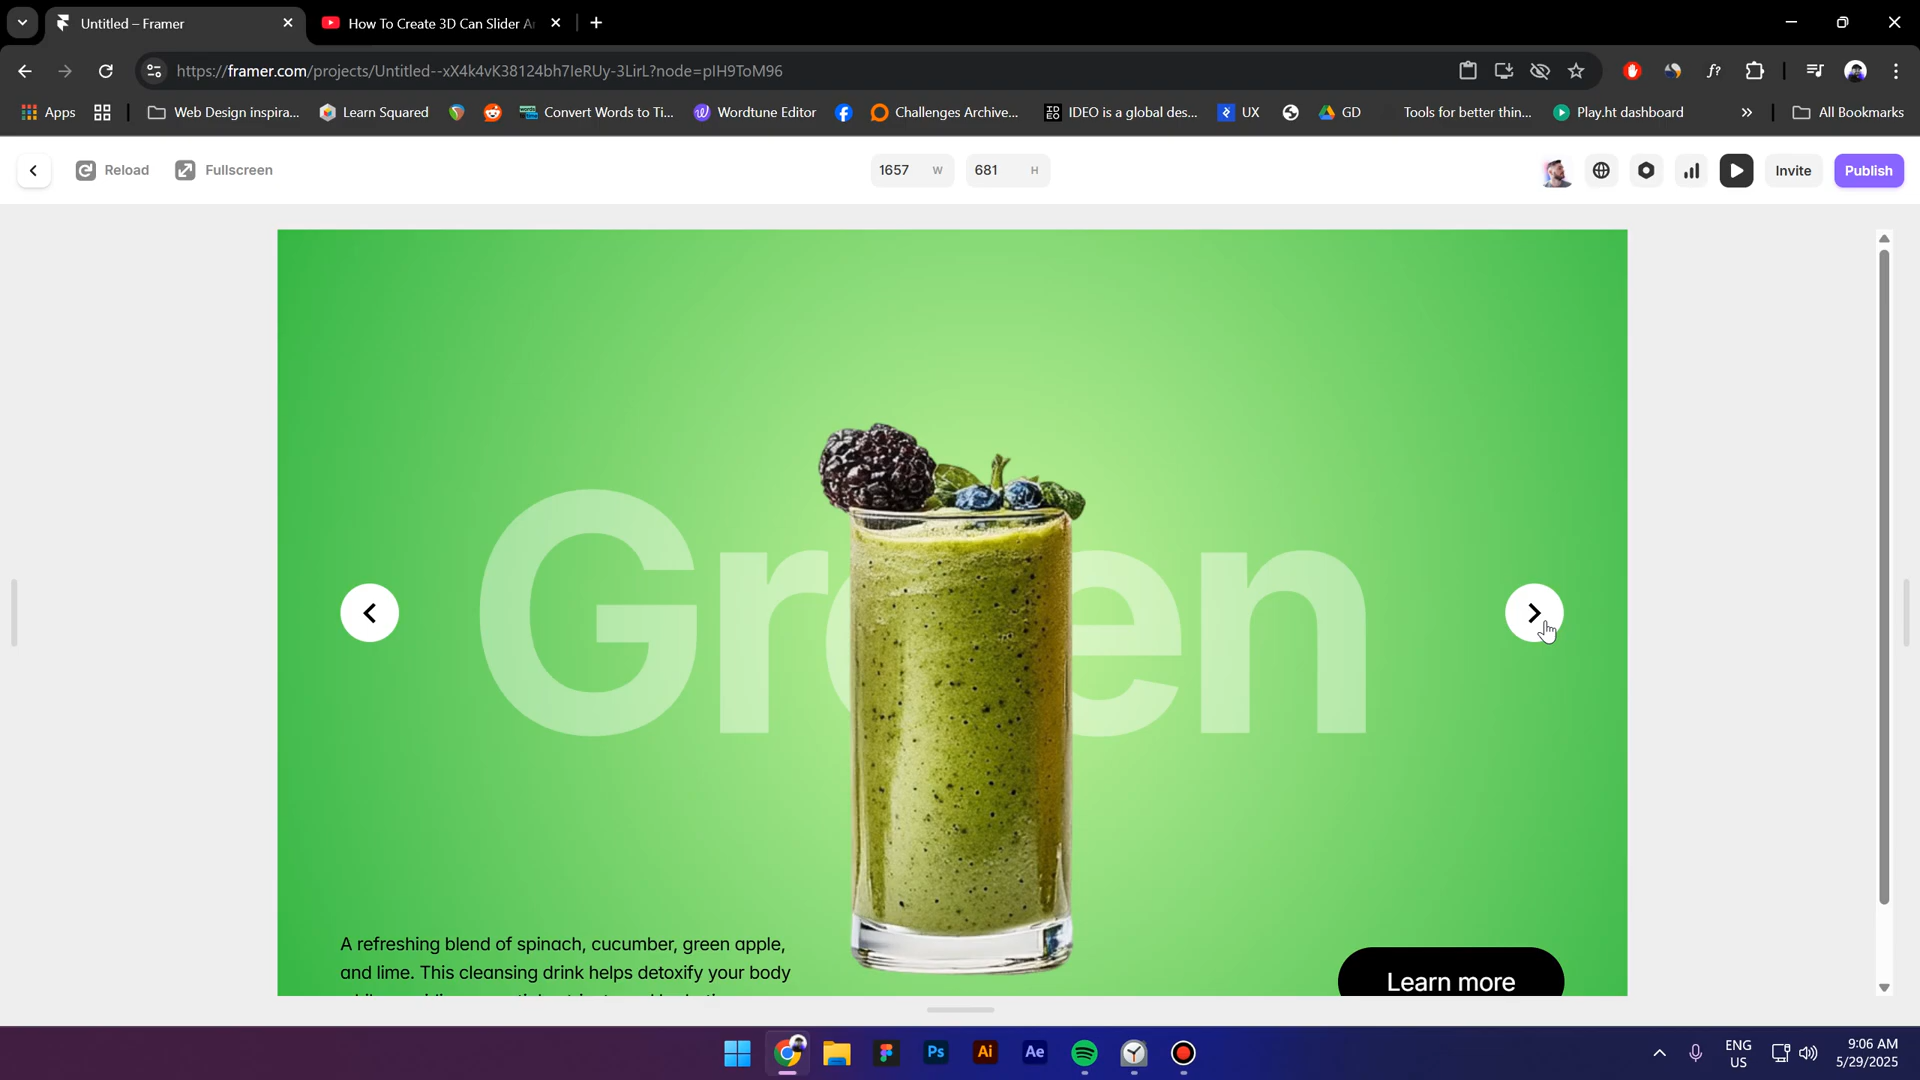 Untitled – Framer
How To Create 3D Can Slider A
https://framer.com/projects/Untitled--xX4k4vK38124bh7IeRUy-3LirL?node=pIH9ToM96
Apps
Web Design inspira...
Learn Squared
Convert Words to Ti...
Wordtune Editor
Challenges Archive...
IDEO is a global des...
UX
GD
Tools for better thin...
Play.ht dashboard
»
All Bookmarks
Reload
Fullscreen
1657 W
681 H
Invite
Publish
Green
A refreshing blend of spinach, cucumber, green apple,
and lime. This cleansing drink helps detoxify your body
Learn more
Ps
Ai
Ae
ENG
US
9:06 AM
5/29/2025